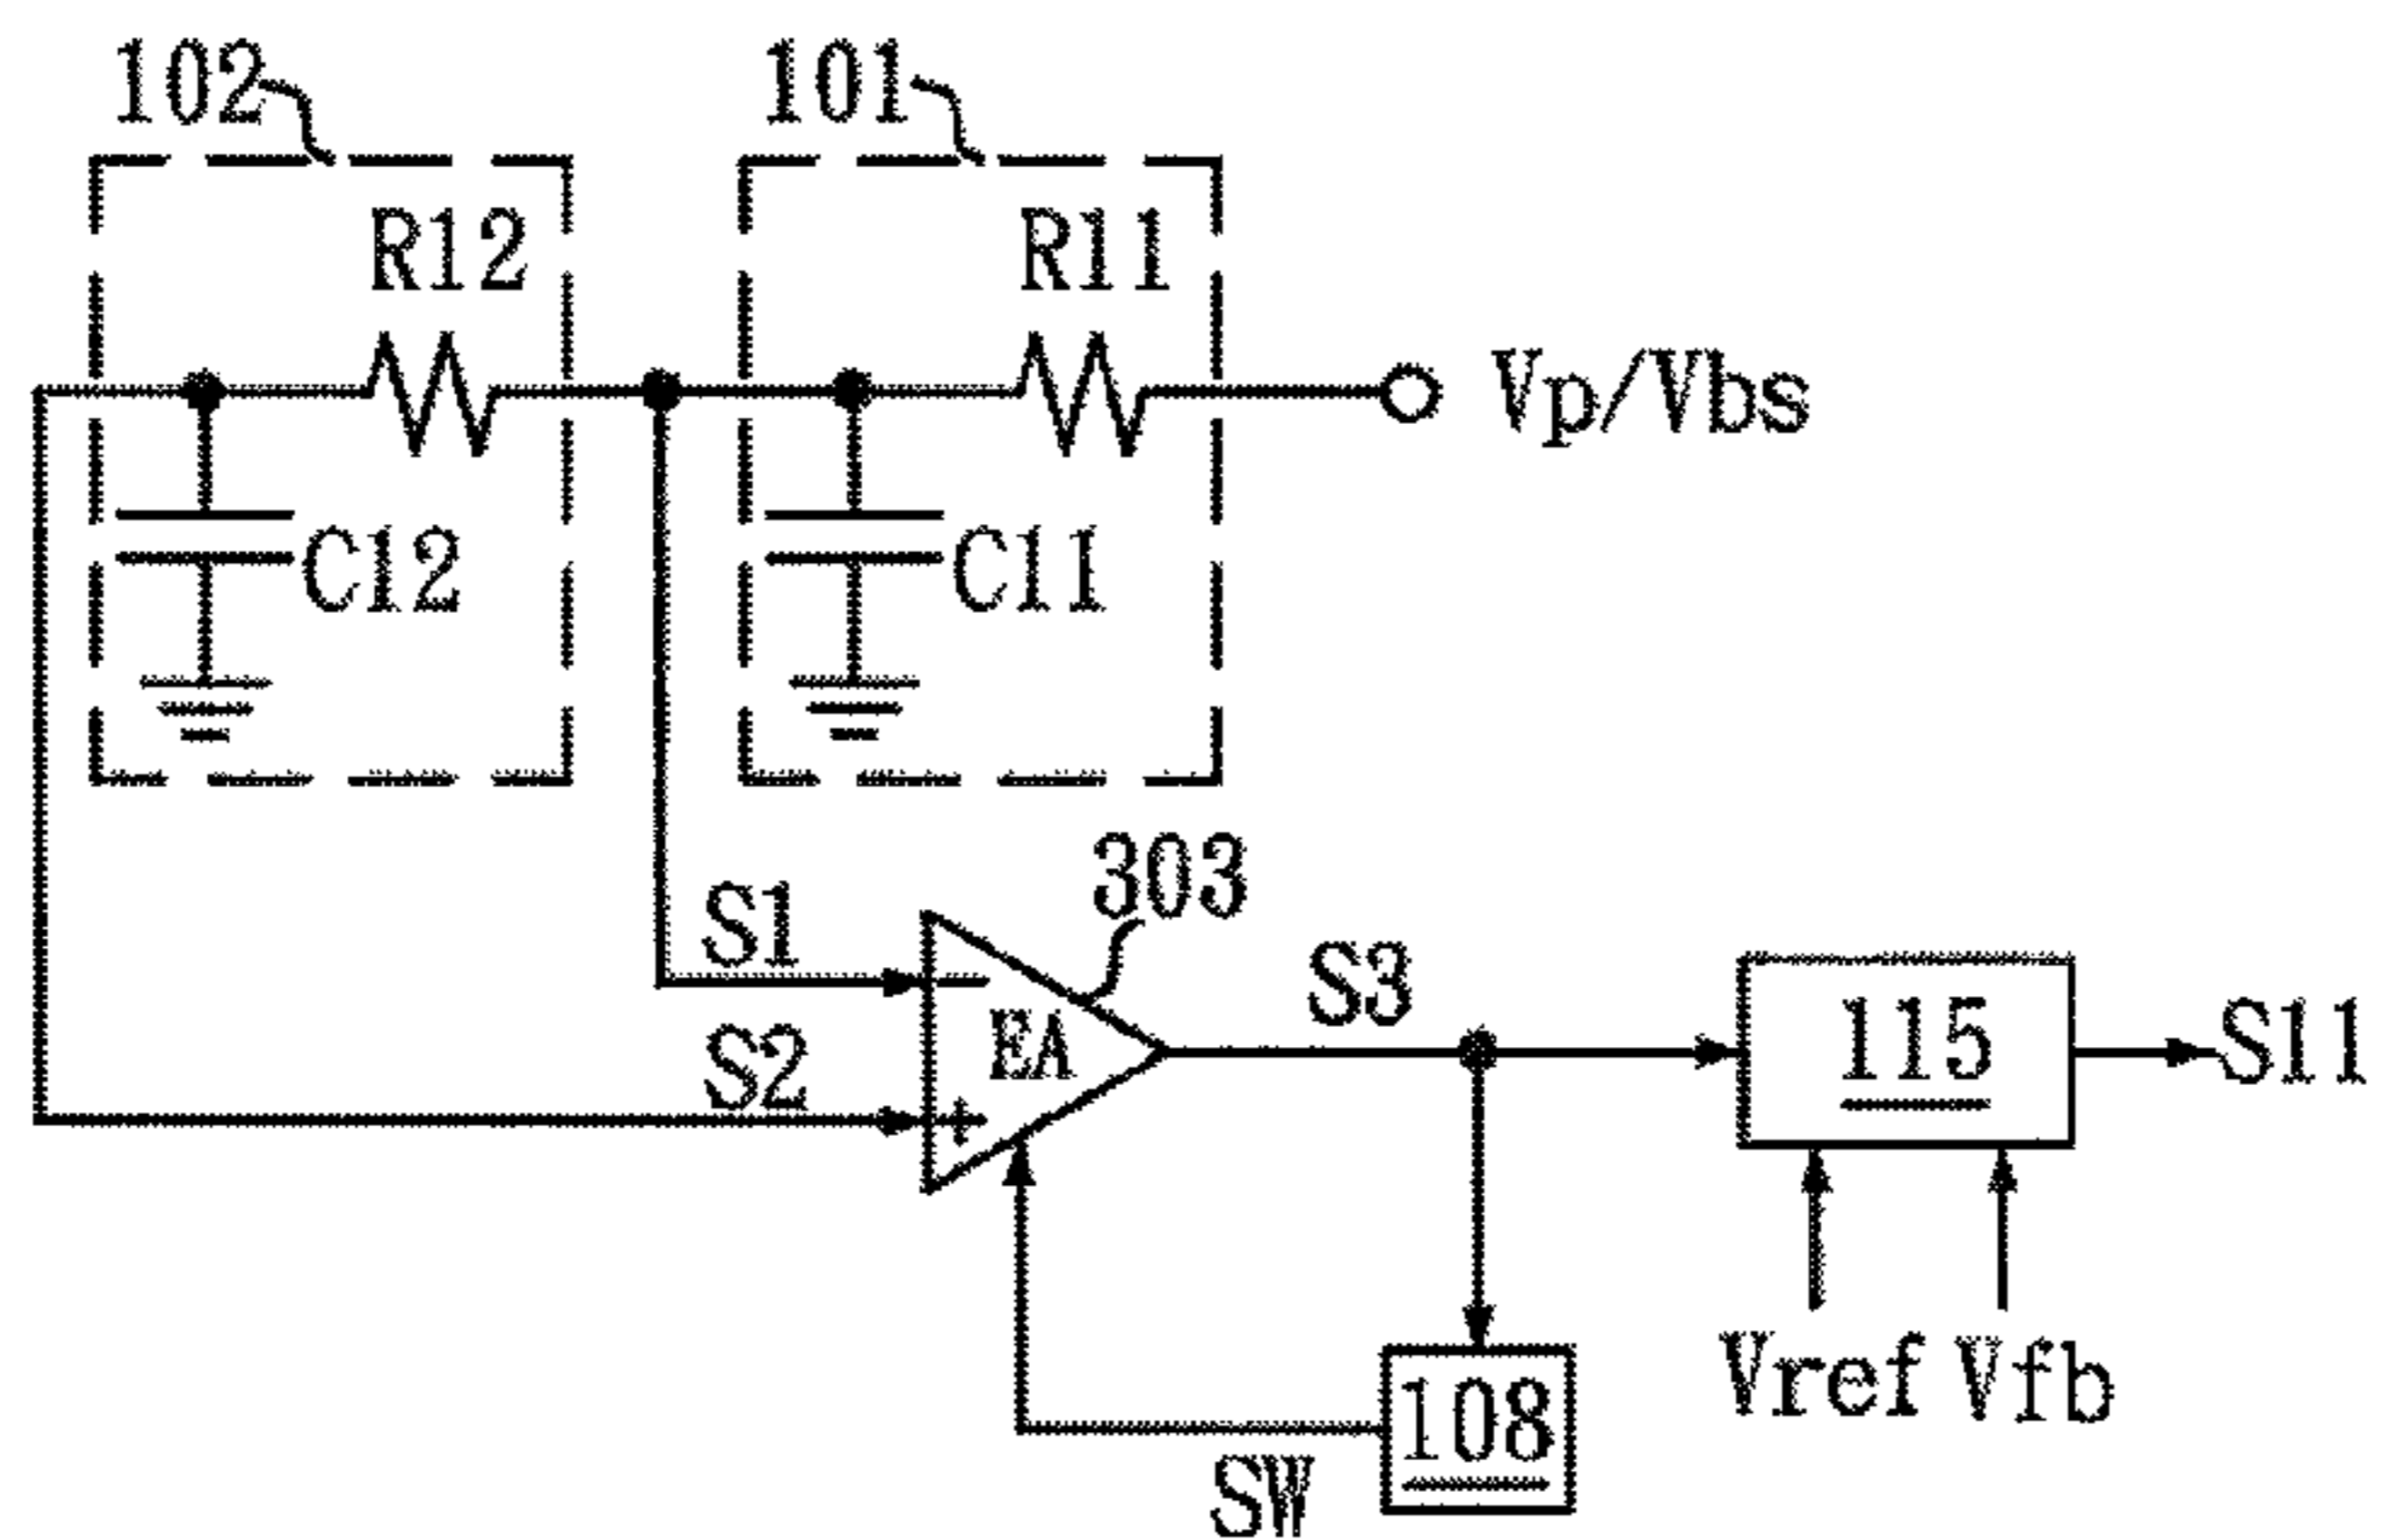 102
101
R12
R11
Vp/Vbs
C12
C11
303
S1
S3
EA
115
S11
S2
Vref
Vfb
108
SW